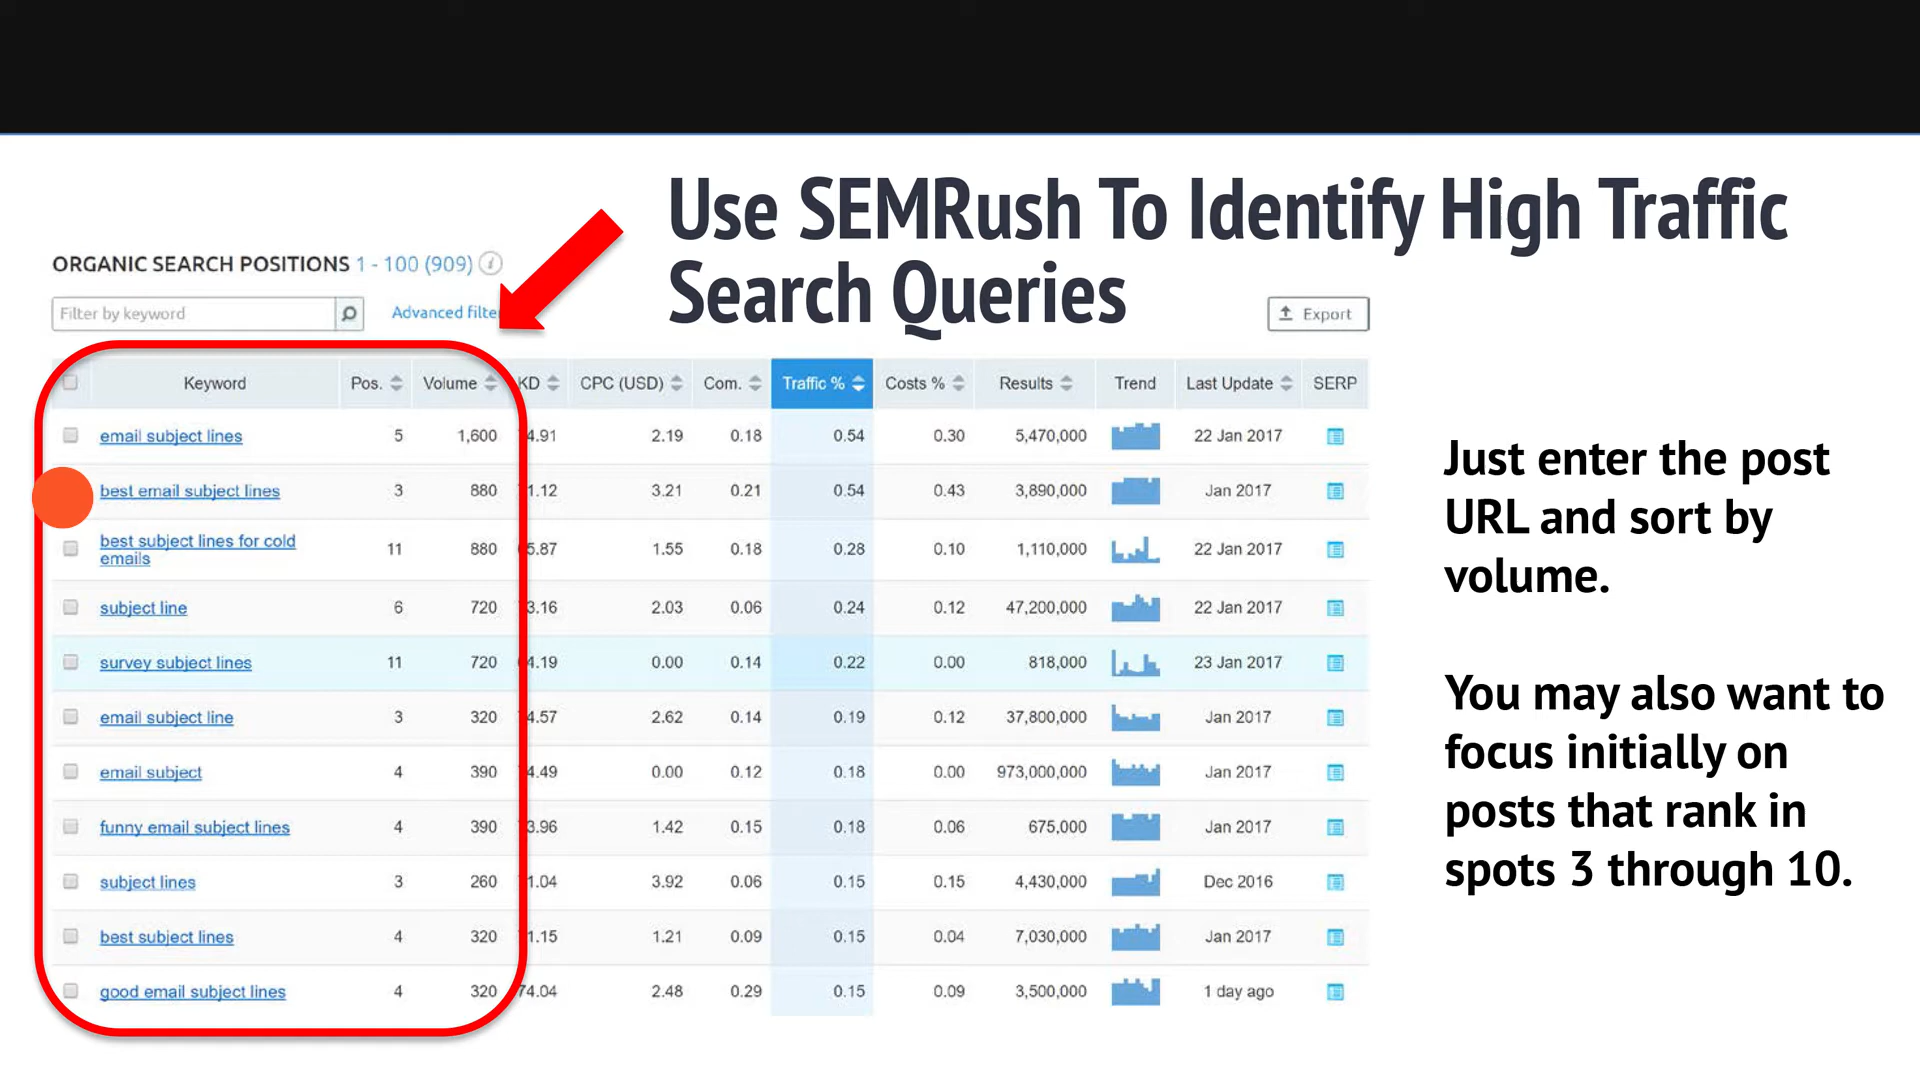 Use SEMRush To Identify High Traffic
Search Queries
ORGANIC SEARCH POSITIONS 1 - 100 (909) i
Filter by keyword
Advanced filte
Export
Keyword Pos. Volume KD CPC (USD) Com. Traffic % Costs % Results Trend Last Update SERP
email subject lines 5 1,600 4.91 2.19 0.18 0.54 0.30 5,470,000 22 Jan 2017
best email subject lines 3 880 1.12 3.21 0.21 0.54 0.43 3,890,000 Jan 2017
best subject lines for cold
emails 11 880 5.87 1.55 0.18 0.28 0.10 1,110,000 22 Jan 2017
subject line 6 720 3.16 2.03 0.06 0.24 0.12 47,200,000 22 Jan 2017
survey subject lines 11 720 4.19 0.00 0.14 0.22 0.00 818,000 23 Jan 2017
email subject line 3 320 4.57 2.62 0.14 0.19 0.12 37,800,000 Jan 2017
email subject 4 390 4.49 0.00 0.12 0.18 0.00 973,000,000 Jan 2017
funny email subject lines 4 390 3.96 1.42 0.15 0.18 0.06 675,000 Jan 2017
subject lines 3 260 1.04 3.92 0.06 0.15 0.15 4,430,000 Dec 2016
best subject lines 4 320 1.15 1.21 0.09 0.15 0.04 7,030,000 Jan 2017
good email subject lines 4 320 74.04 2.48 0.29 0.15 0.09 3,500,000 1 day ago
Just enter the post
URL and sort by
volume.
You may also want to
focus initially on
posts that rank in
spots 3 through 10.